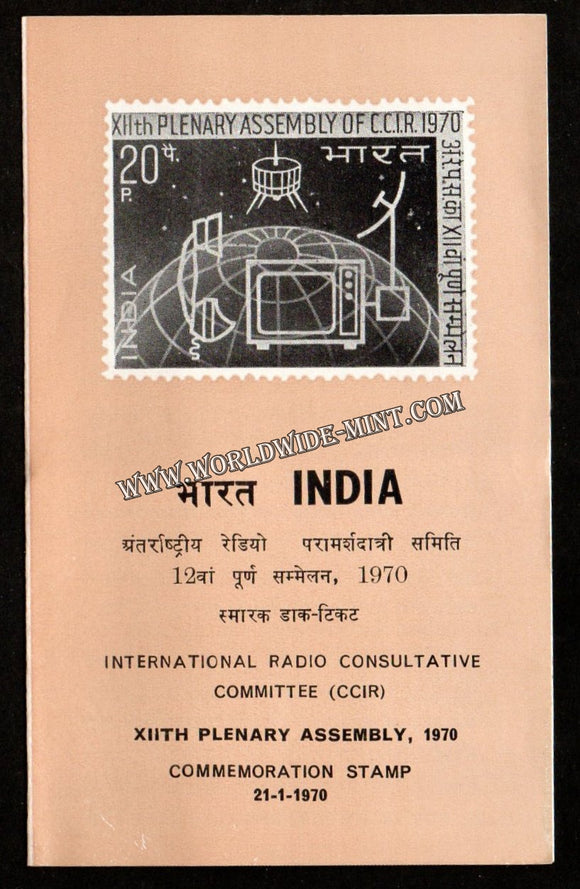 XIIth PLENARY ASSEMBLY OF C.C.I.R. 1970
20 पै.
P.
भारत
INDIA
WWW.WORLDWIDE-MINT.COM
भारत INDIA
अंतर्राष्ट्रीय रेडियो परामर्शदात्री समिति
12वां पूर्ण सम्मेलन, 1970
स्मारक डाक-टिकट
INTERNATIONAL RADIO CONSULTATIVE
COMMITTEE (CCIR)
XIITH PLENARY ASSEMBLY, 1970
COMMEMORATION STAMP
21-1-1970